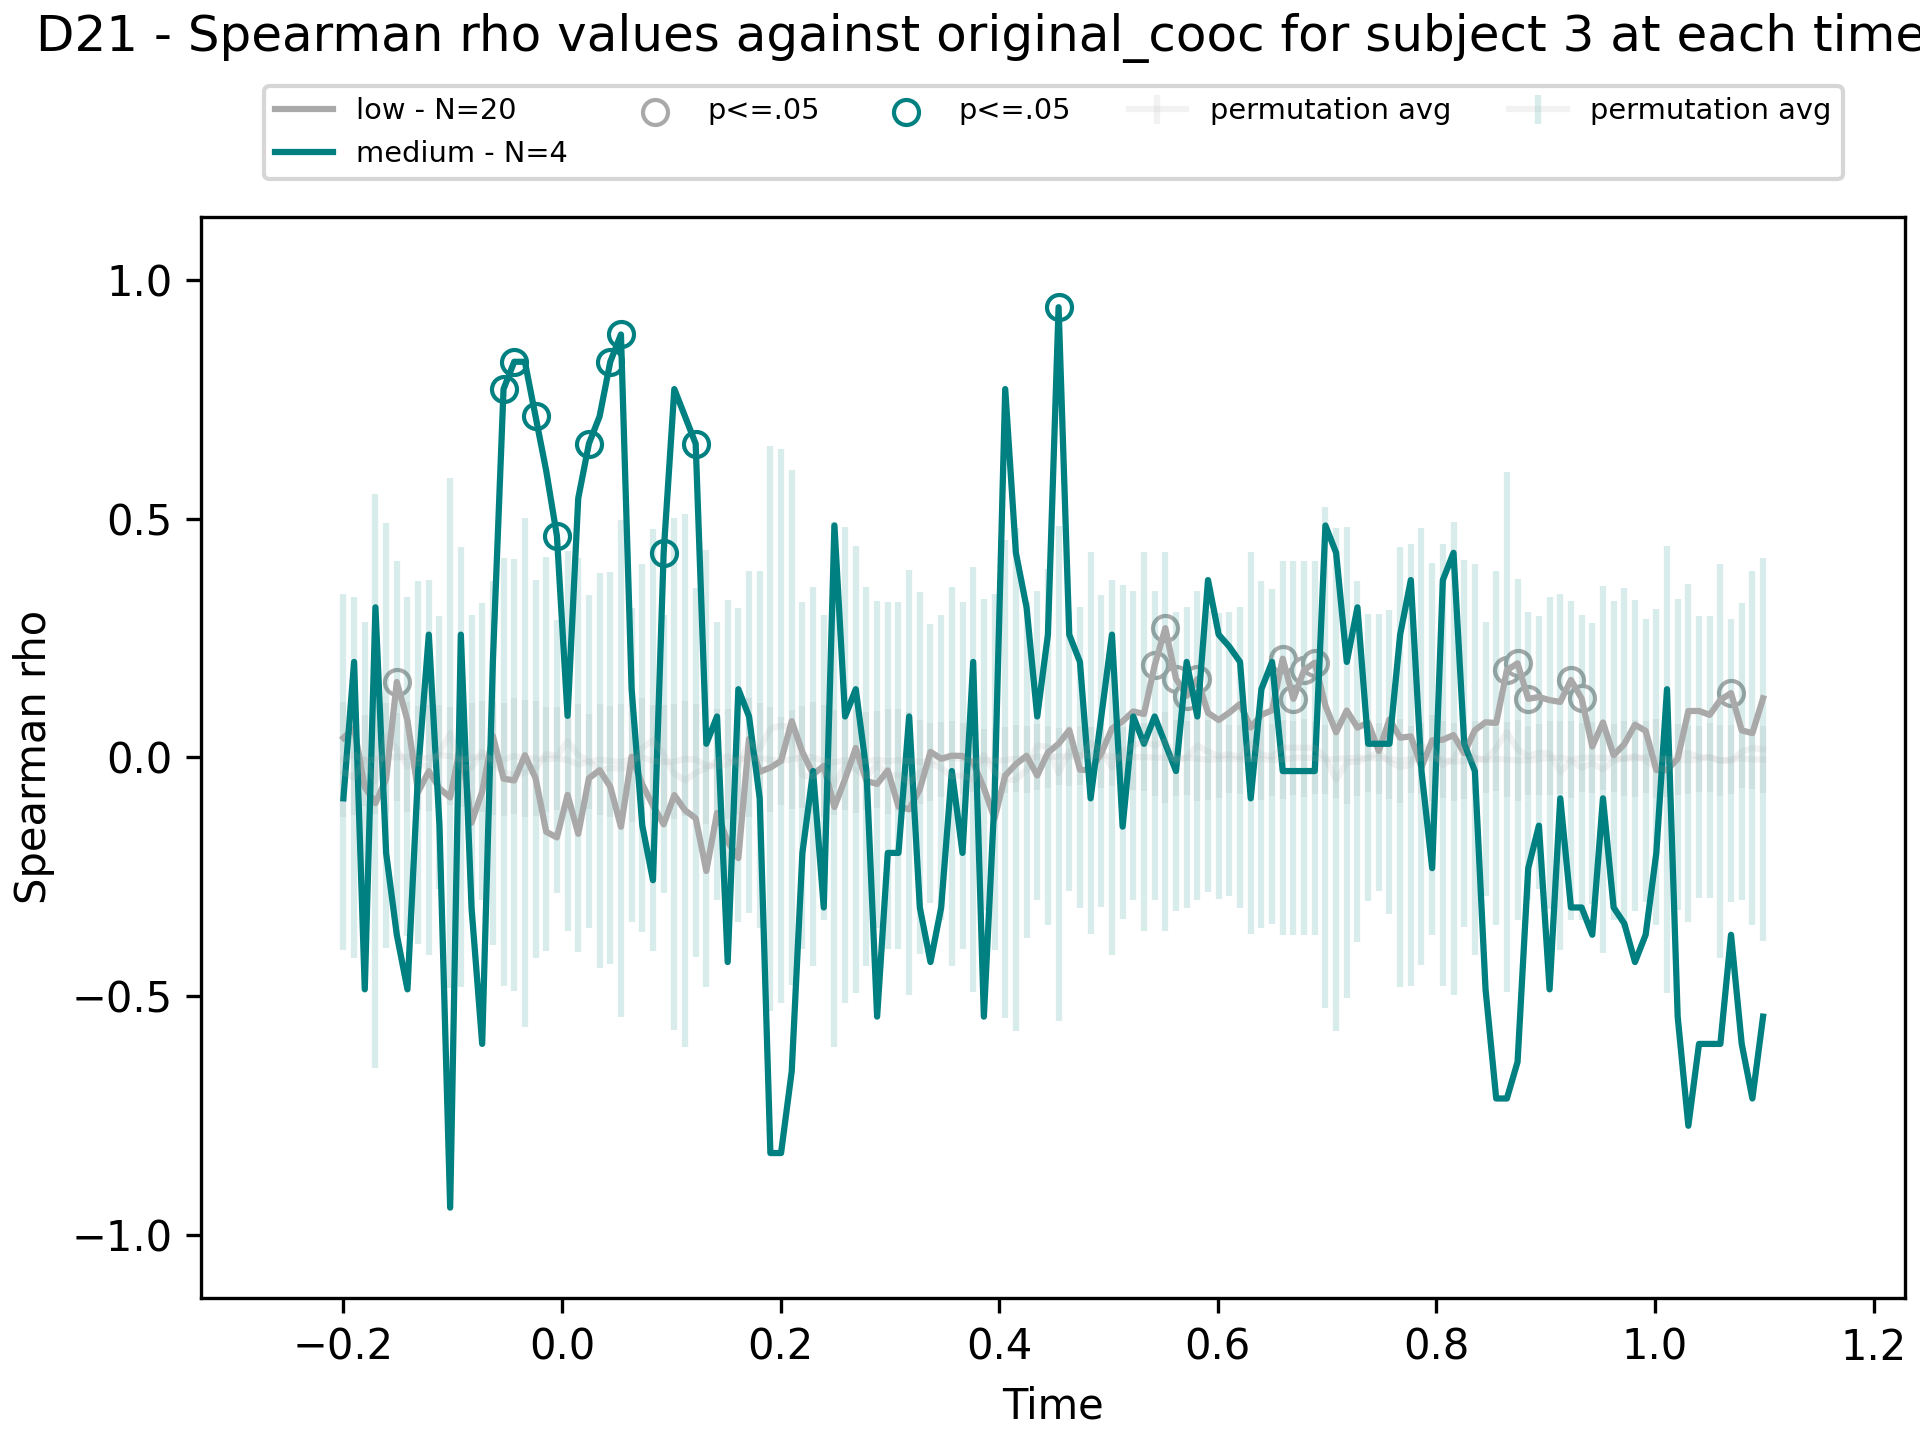 D21 - Spearman rho values against original_cooc for subject 3 at each time
low - N=20
medium - N=4
p<=.05
p<=.05
permutation avg
permutation avg
1.0
0.5
0.0
−0.5
−1.0
Spearman rho
−0.2 0.0 0.2 0.4 0.6 0.8 1.0 1.2
Time